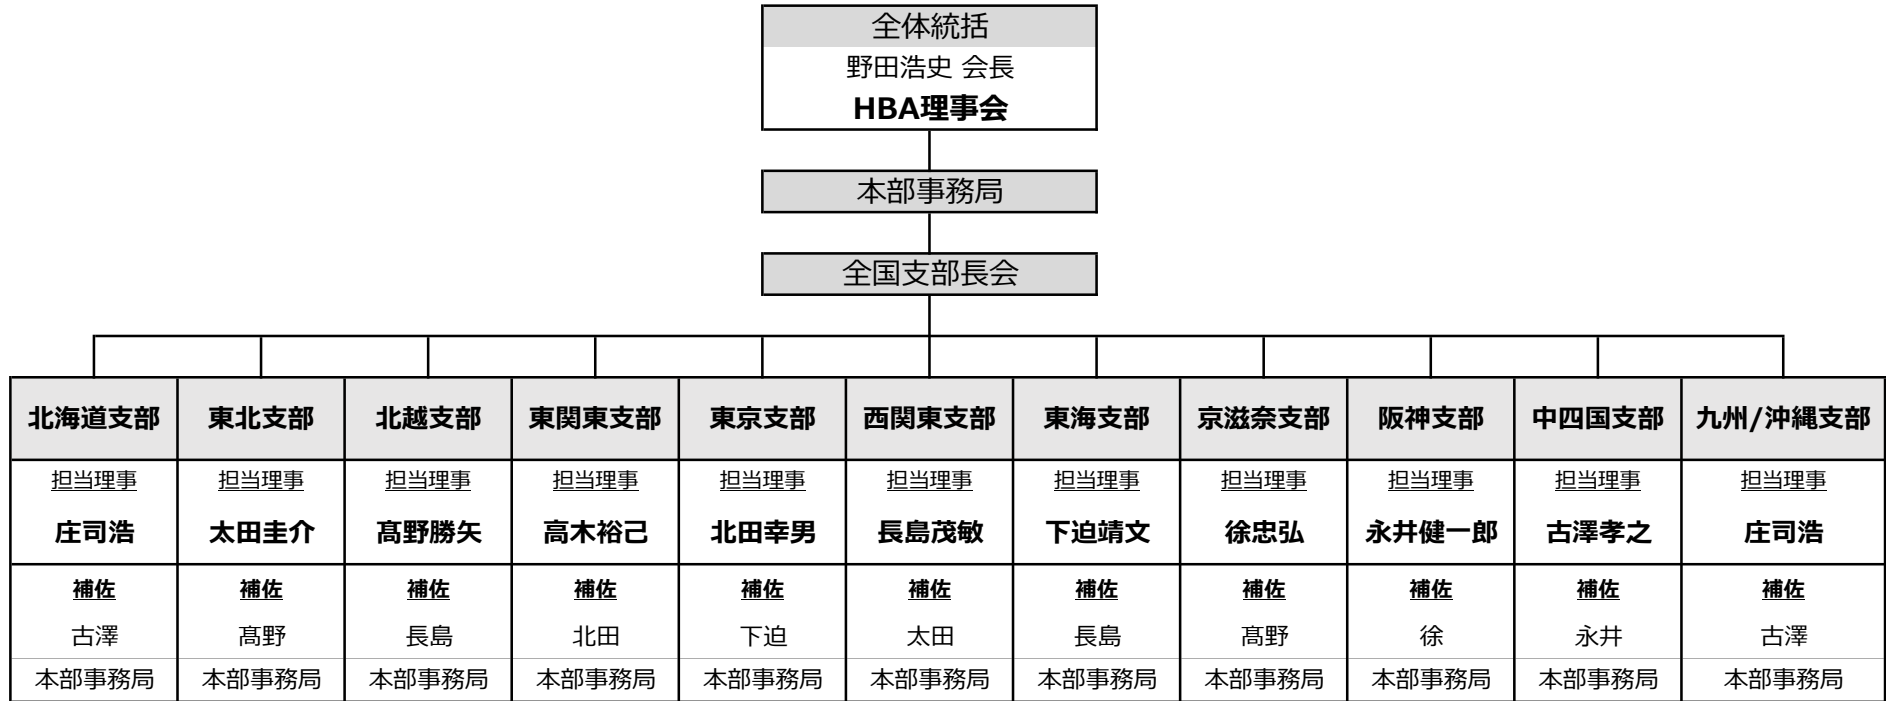 全体統括
野田浩史 会長
HBA理事会
本部事務局
全国支部長会
北海道支部 東北支部 北越支部 東関東支部 東京支部 西関東支部 東海支部 京滋奈支部 阪神支部 中四国支部 九州/沖縄支部
担当理事 担当理事 担当理事 担当理事 担当理事 担当理事 担当理事 担当理事 担当理事 担当理事 担当理事
庄司浩 太田圭介 髙野勝矢 高木裕己 北田幸男 長島茂敏 下迫靖文 徐忠弘 永井健一郎 古澤孝之 庄司浩
補佐 補佐 補佐 補佐 補佐 補佐 補佐 補佐 補佐 補佐 補佐
古澤 髙野 長島 北田 下迫 太田 長島 髙野 徐 永井 古澤
本部事務局 本部事務局 本部事務局 本部事務局 本部事務局 本部事務局 本部事務局 本部事務局 本部事務局 本部事務局 本部事務局